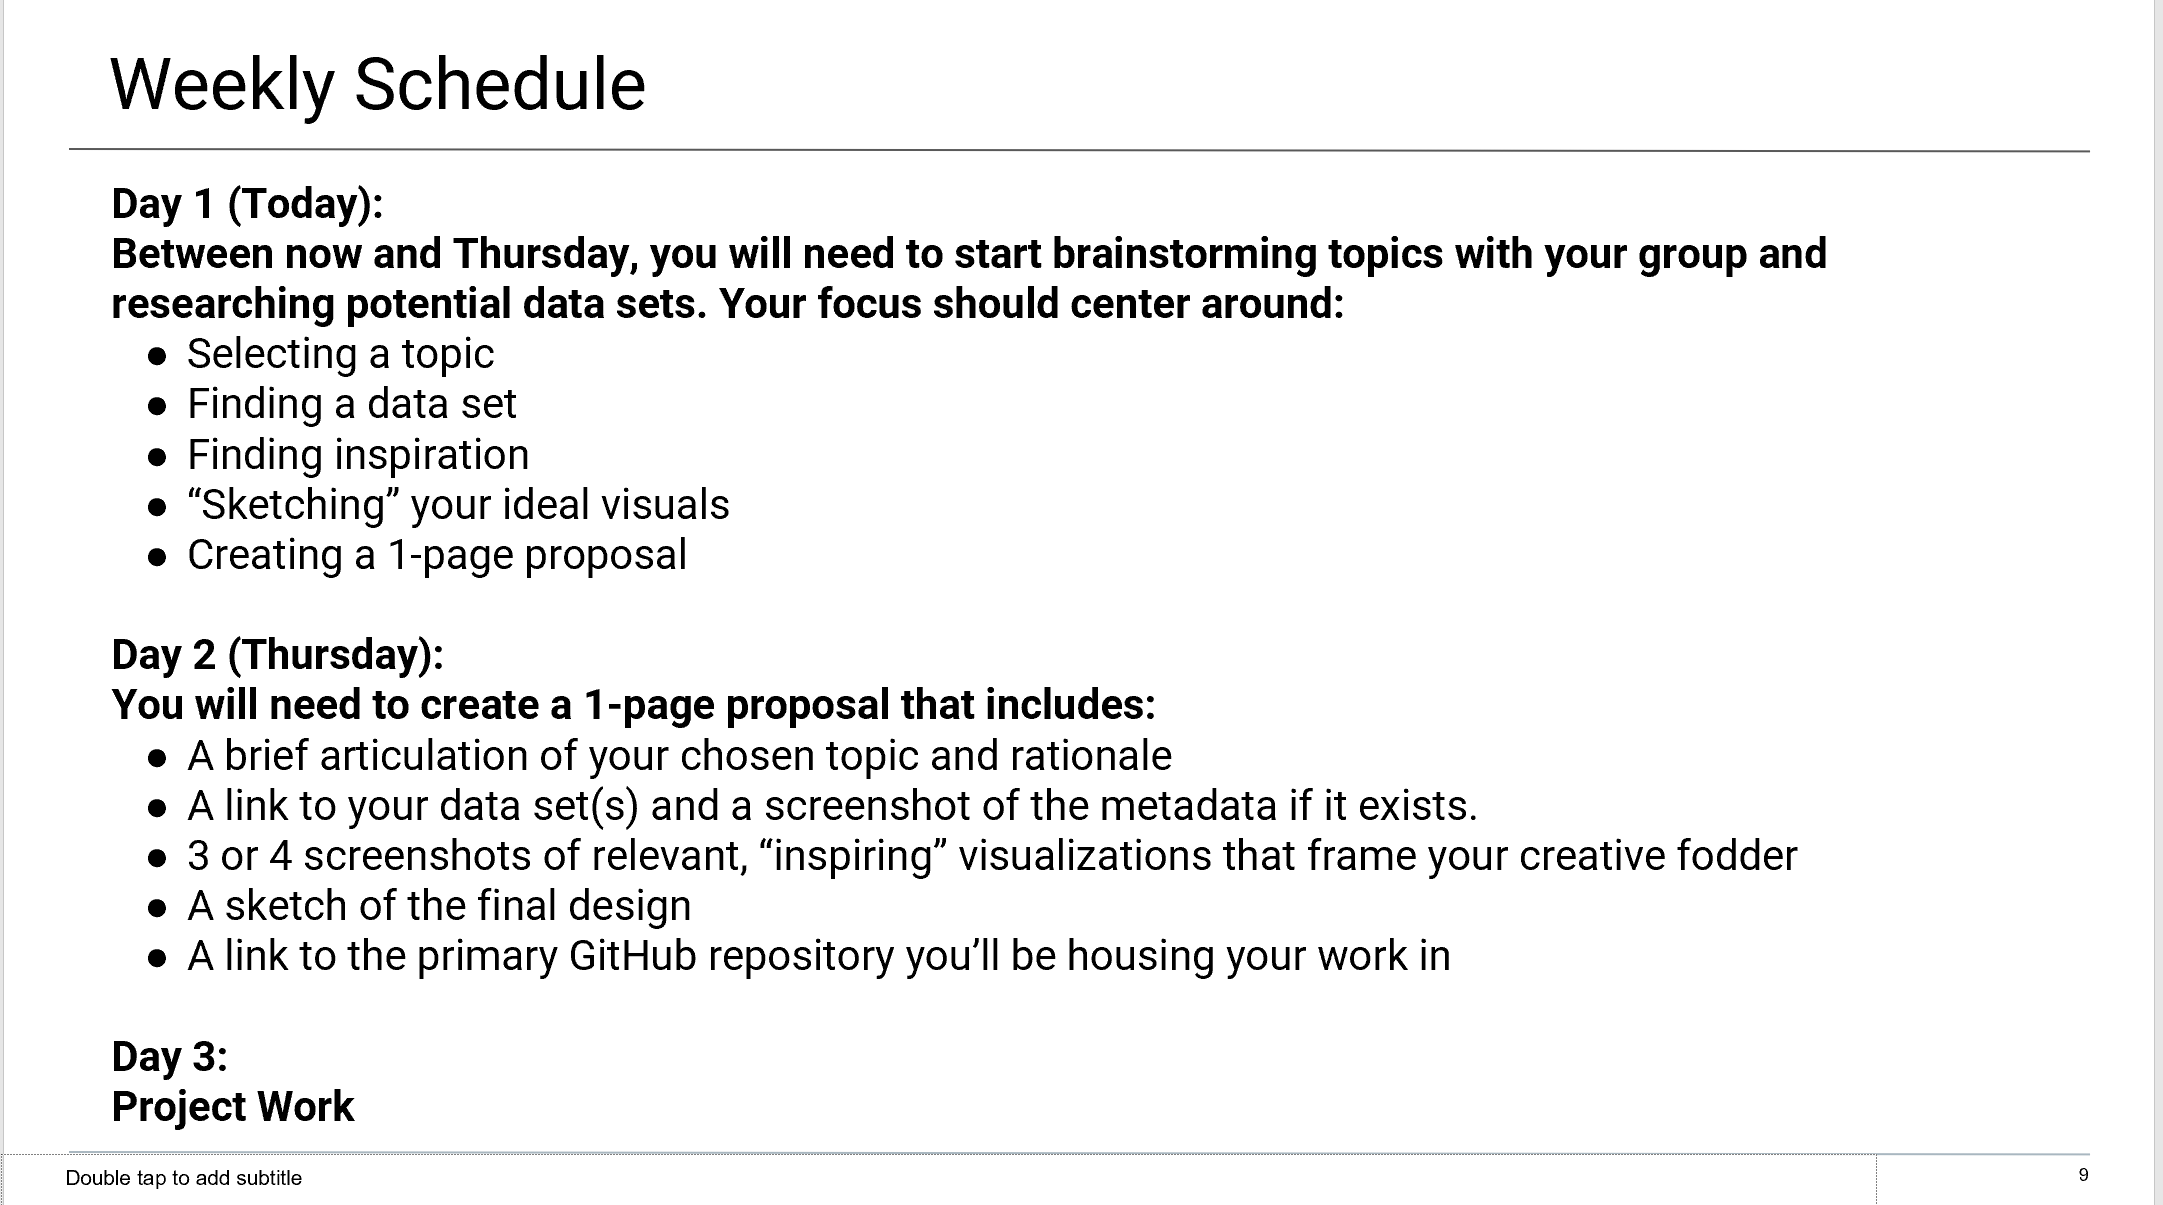 Weekly Schedule
Day 1 (Today):
Between now and Thursday, you will need to start brainstorming topics with your group and
researching potential data sets. Your focus should center around:
● Selecting a topic
● Finding a data set
● Finding inspiration
● “Sketching” your ideal visuals
● Creating a 1-page proposal
Day 2 (Thursday):
You will need to create a 1-page proposal that includes:
● A brief articulation of your chosen topic and rationale
● A link to your data set(s) and a screenshot of the metadata if it exists.
● 3 or 4 screenshots of relevant, “inspiring” visualizations that frame your creative fodder
● A sketch of the final design
● A link to the primary GitHub repository you’ll be housing your work in
Day 3:
Project Work
Double tap to add subtitle
9